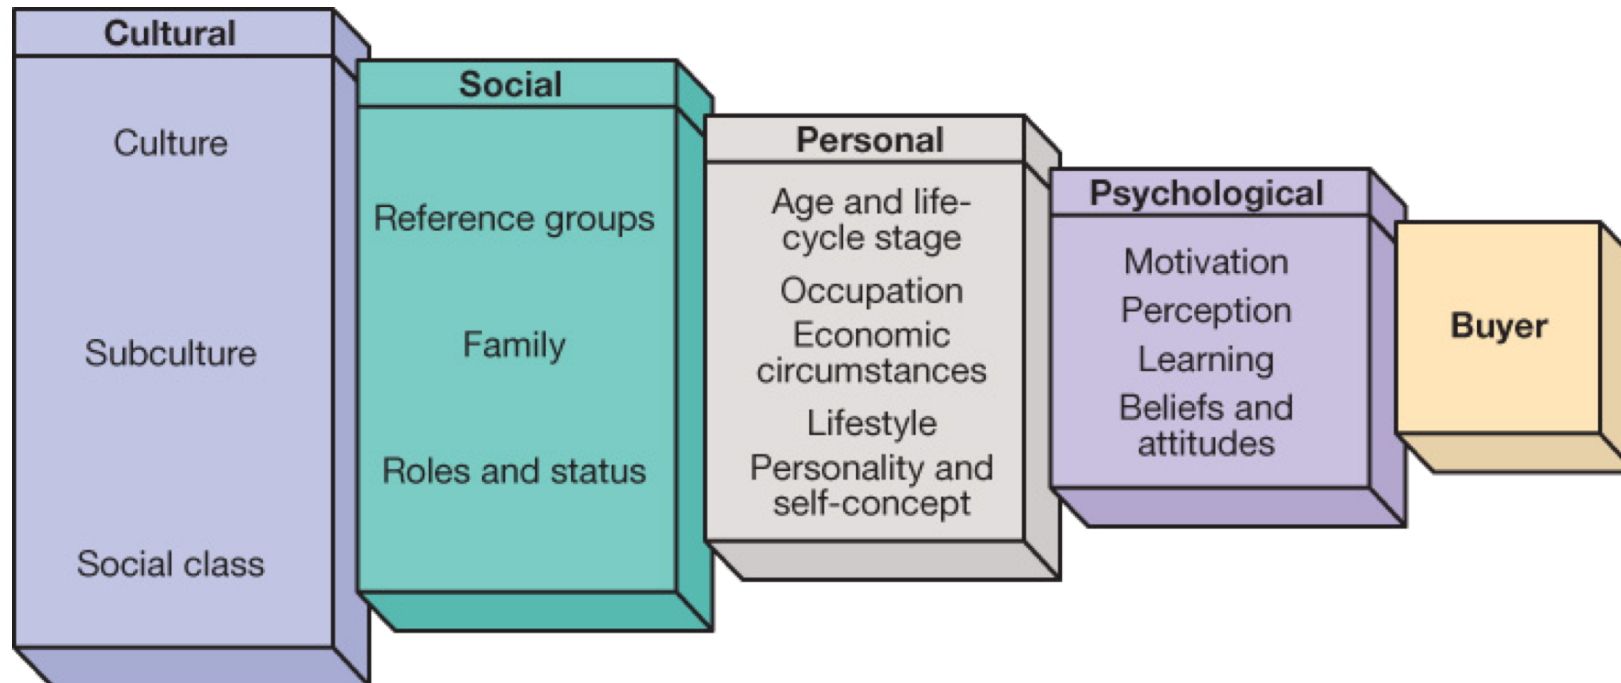 Cultural
Culture
Subculture
Social class
Social
Reference groups
Family
Roles and status
Personal
Age and life-
cycle stage
Occupation
Economic
circumstances
Lifestyle
Personality and
self-concept
Psychological
Motivation
Perception
Learning
Beliefs and
attitudes
Buyer